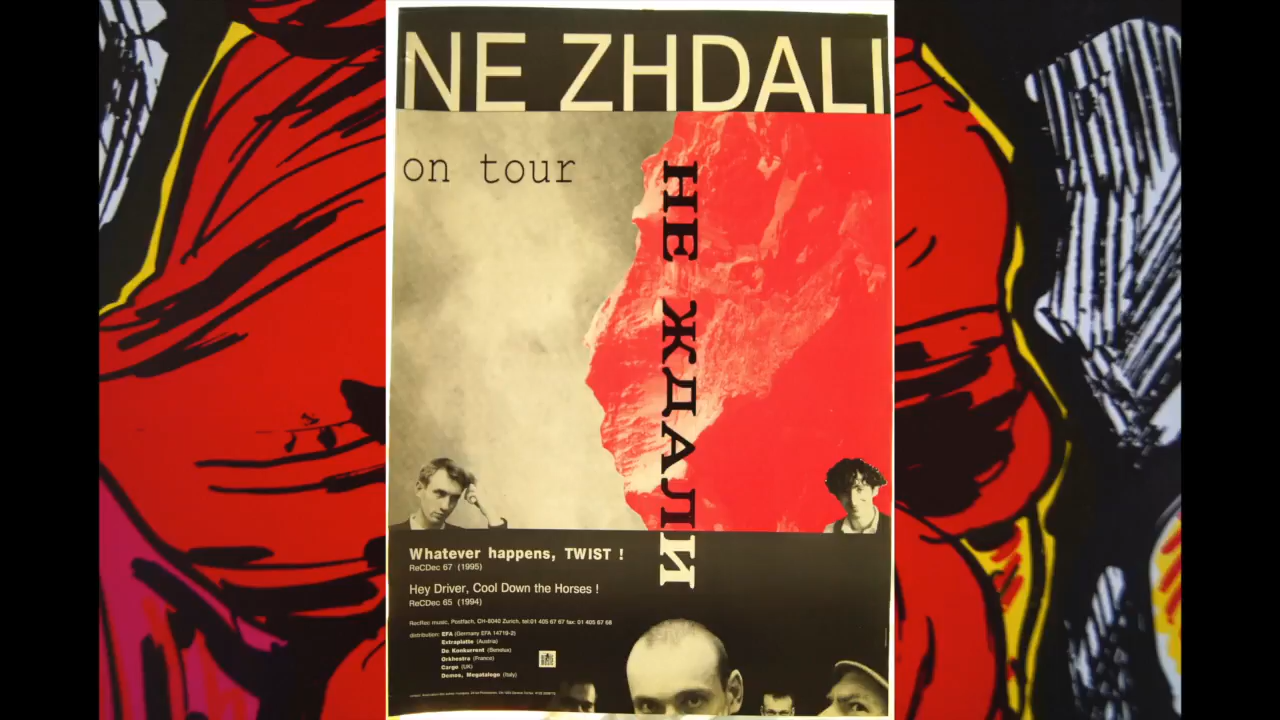 NE ZHDALI
on tour
НЕ ЖДАЛИ
Whatever happens, TWIST !
ReCDec 67 (1995)
Hey Driver, Cool Down the Horses !
ReCDec 65 (1994)
RecRec music, Postfach, CH-8040 Zurich, tel:01 405 67 67 fax: 01 405 67 68
distribution: EFA (Germany EFA 14719-2)
Extraplatte (Austria)
De Konkurrent (Benelux)
Orkhestra (France)
Cargo (UK)
Demos, Megatalogo (Italy)